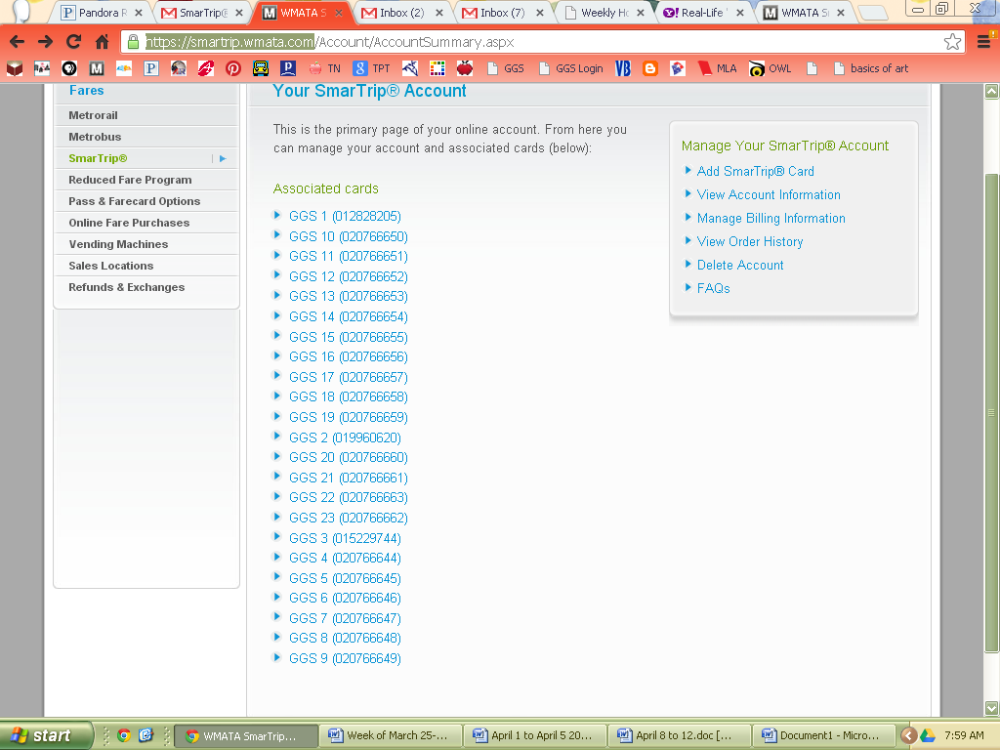 Pandora R
SmarTrip®
WMATA S
Inbox (2)
Inbox (7)
Weekly Ho
Real-Life
WMATA S
https://smartrip.wmata.com/Account/AccountSummary.aspx
TN
TPT
GGS
GGS Login
MLA
OWL
basics of art
Fares
Metrorail
Metrobus
SmarTrip®
Reduced Fare Program
Pass & Farecard Options
Online Fare Purchases
Vending Machines
Sales Locations
Refunds & Exchanges
Your SmarTrip® Account
This is the primary page of your online account. From here you
can manage your account and associated cards (below):
Associated cards
GGS 1 (012828205)
GGS 10 (020766650)
GGS 11 (020766651)
GGS 12 (020766652)
GGS 13 (020766653)
GGS 14 (020766654)
GGS 15 (020766655)
GGS 16 (020766656)
GGS 17 (020766657)
GGS 18 (020766658)
GGS 19 (020766659)
GGS 2 (019960620)
GGS 20 (020766660)
GGS 21 (020766661)
GGS 22 (020766663)
GGS 23 (020766662)
GGS 3 (015229744)
GGS 4 (020766644)
GGS 5 (020766645)
GGS 6 (020766646)
GGS 7 (020766647)
GGS 8 (020766648)
GGS 9 (020766649)
Manage Your SmarTrip® Account
Add SmarTrip® Card
View Account Information
Manage Billing Information
View Order History
Delete Account
FAQs
start
WMATA SmarTrip...
Week of March 25-...
April 1 to April 5 20...
April 8 to 12.doc [...
Document1 - Micro...
7:59 AM